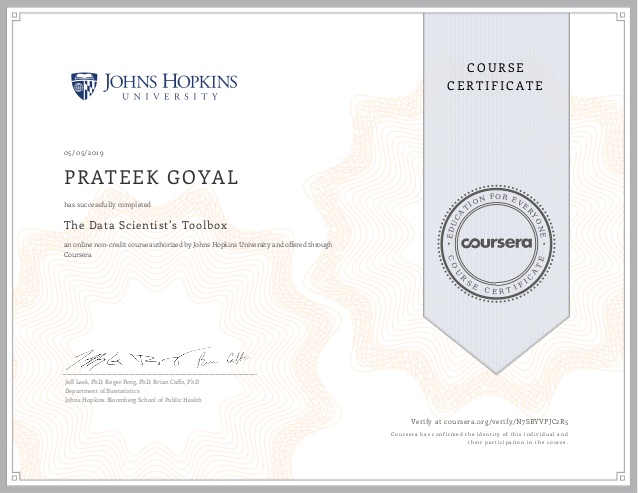 JOHNS HOPKINS
UNIVERSITY
COURSE
CERTIFICATE
05/05/2019
PRATEEK GOYAL
has successfully completed
The Data Scientist's Toolbox
an online non-credit course authorized by Johns Hopkins University and offered through
Coursera
EDUCATION FOR EVERYONE
coursera
COURSE CERTIFICATE
Jeff Leek, PhD; Roger Peng, PhD; Brian Caffo, PhD
Department of Biostatistics
Johns Hopkins Bloomberg School of Public Health
Verify at coursera.org/verify/N7SBYVPJC2R5
Coursera has confirmed the identity of this individual and
their participation in the course.